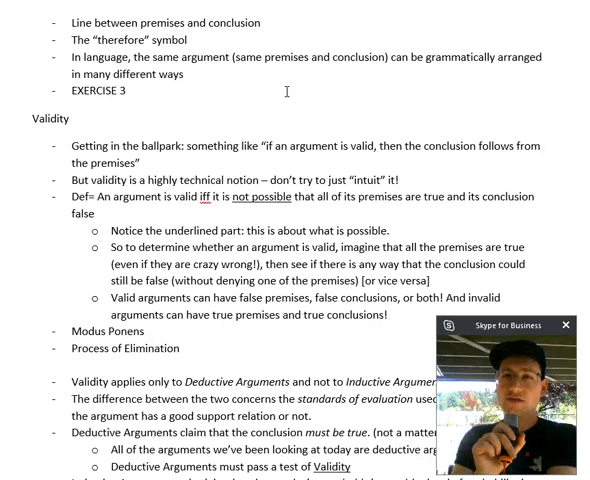 - Line between premises and conclusion
- The “therefore” symbol
- In language, the same argument (same premises and conclusion) can be grammatically arranged
in many different ways
- EXERCISE 3
Validity
- Getting in the ballpark: something like “if an argument is valid, then the conclusion follows from
the premises”
- But validity is a highly technical notion – don’t try to just “intuit” it!
- Def= An argument is valid iff it is not possible that all of its premises are true and its conclusion
false
o Notice the underlined part: this is about what is possible.
o So to determine whether an argument is valid, imagine that all the premises are true
(even if they are crazy wrong!), then see if there is any way that the conclusion could
still be false (without denying one of the premises) [or vice versa]
o Valid arguments can have false premises, false conclusions, or both! And invalid
arguments can have true premises and true conclusions!
- Modus Ponens
- Process of Elimination
Skype for Business
- Validity applies only to Deductive Arguments and not to Inductive Argumen
- The difference between the two concerns the standards of evaluation used
the argument has a good support relation or not.
- Deductive Arguments claim that the conclusion must be true. (not a matte
o All of the arguments we’ve been looking at today are deductive arg
o Deductive Arguments must pass a test of Validity